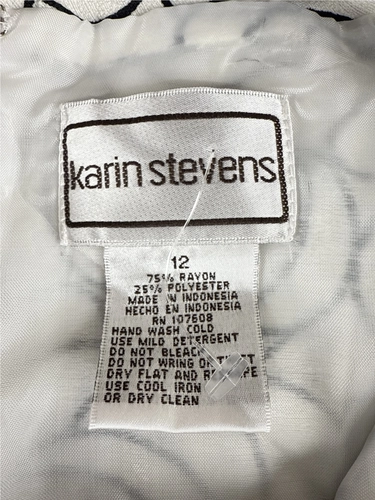 karin stevens
12
75% RAYON
25% POLYESTER
MADE IN INDONESIA
HECHO EN INDONESIA
RN 107608
HAND WASH COLD
USE MILD DETERGENT
DO NOT BLEACH
DO NOT WRING OR TWIST
DRY FLAT AND
USE COOL IRON
OR DRY CLEAN